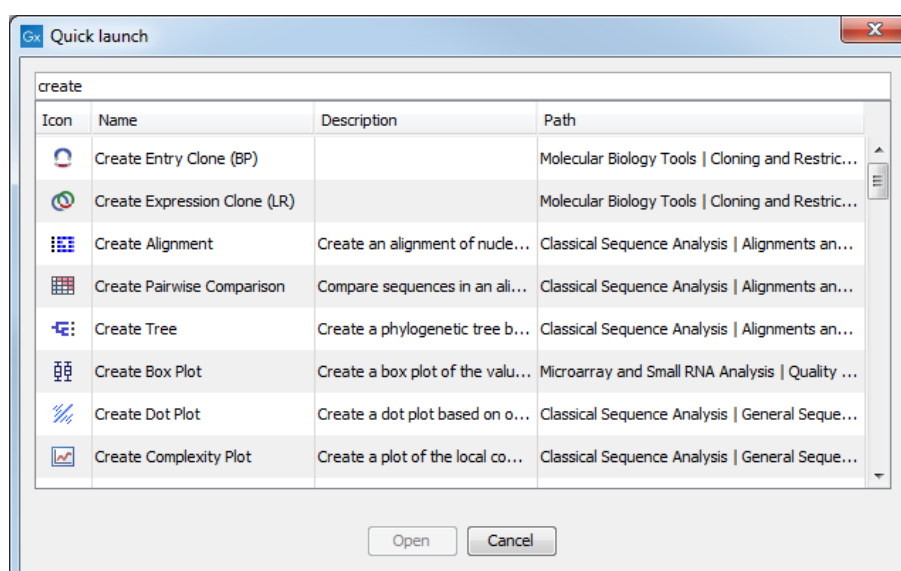 Gx Quick launch
create
Icon Name Description Path
Create Entry Clone (BP) Molecular Biology Tools | Cloning and Restric...
Create Expression Clone (LR) Molecular Biology Tools | Cloning and Restric...
Create Alignment Create an alignment of nucle... Classical Sequence Analysis | Alignments an...
Create Pairwise Comparison Compare sequences in an ali... Classical Sequence Analysis | Alignments an...
Create Tree Create a phylogenetic tree b... Classical Sequence Analysis | Alignments an...
Create Box Plot Create a box plot of the valu... Microarray and Small RNA Analysis | Quality ...
Create Dot Plot Create a dot plot based on o... Classical Sequence Analysis | General Seque...
Create Complexity Plot Create a plot of the local co... Classical Sequence Analysis | General Seque...
Open Cancel